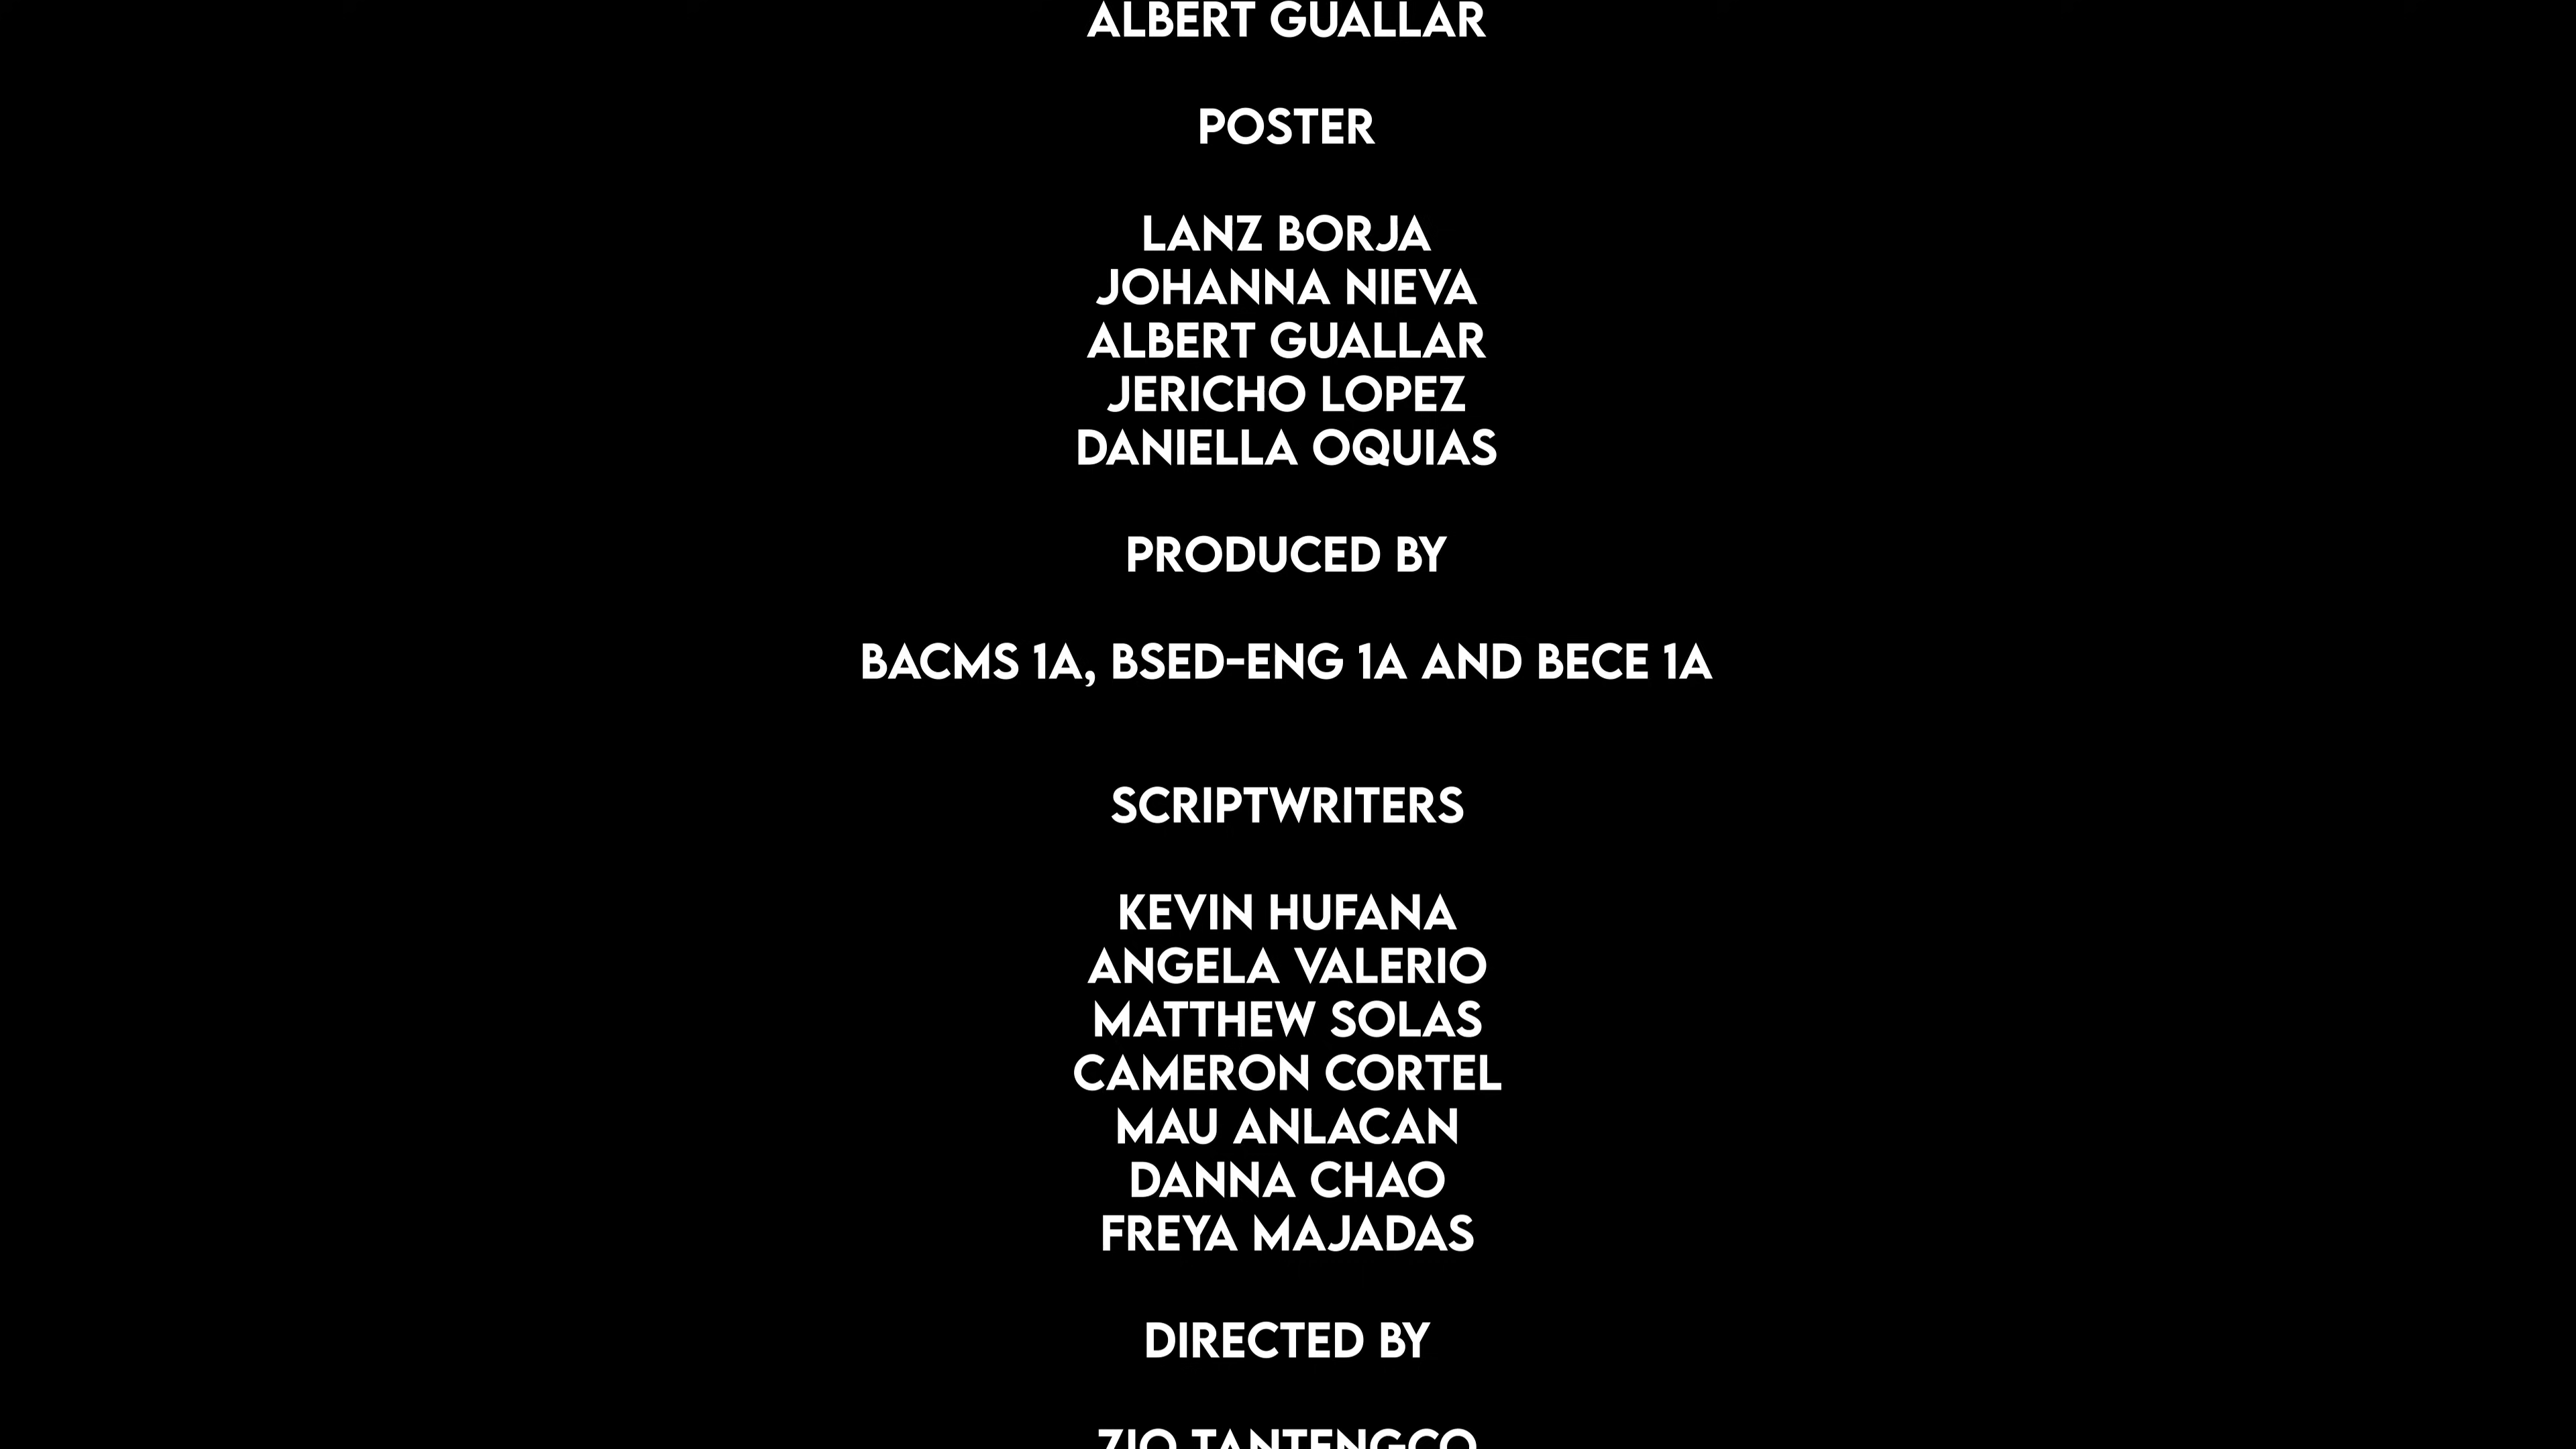 ALBERT GUALLAR
POSTER
LANZ BORJA
JOHANNA NIEVA
ALBERT GUALLAR
JERICHO LOPEZ
DANIELLA OQUIAS
PRODUCED BY
BACMS 1A, BSED-ENG 1A AND BECE 1A
SCRIPTWRITERS
KEVIN HUFANA
ANGELA VALERIO
MATTHEW SOLAS
CAMERON CORTEL
MAU ANLACAN
DANNA CHAO
FREYA MAJADAS
DIRECTED BY
ZIO TANTENGCO